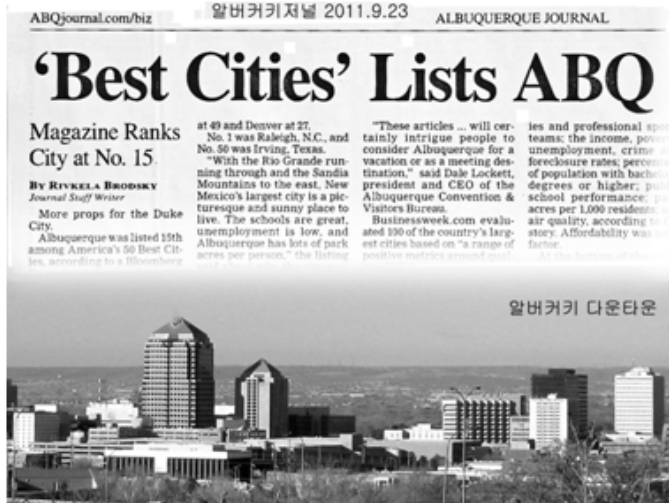 ABQjournal.com/biz
알버커키저널 2011.9.23
ALBUQUERQUE JOURNAL
‘Best Cities’ Lists ABQ
Magazine Ranks
City at No. 15
BY RIVKELA BRODSKY
Journal Staff Writer
More props for the Duke
City.
Albuquerque was listed 15th
among America's 50 Best Cit-
ies, according to a Bloomberg
at 49 and Denver at 27.
No. 1 was Raleigh, N.C., and
No. 50 was Irving, Texas.
"With the Rio Grande run-
ning through and the Sandia
Mountains to the east, New
Mexico's largest city is a pic-
turesque and sunny place to
live. The schools are great,
unemployment is low, and
Albuquerque has lots of park
acres per person," the listing
"These articles ... will cer-
tainly intrigue people to
consider Albuquerque for a
vacation or as a meeting des-
tination," said Dale Lockett,
president and CEO of the
Albuquerque Convention &
Visitors Bureau.
Businessweek.com evalu-
ated 100 of the country's larg-
est cities based on "a range of
positive metrics around
ies and professional
teams; the income,
unemployment, crime
foreclosure rates;
of population with
degrees or higher;
school performance;
acres per 1,000 residents;
air quality, according
story. Affordability was
factor.
알버커키 다운타운